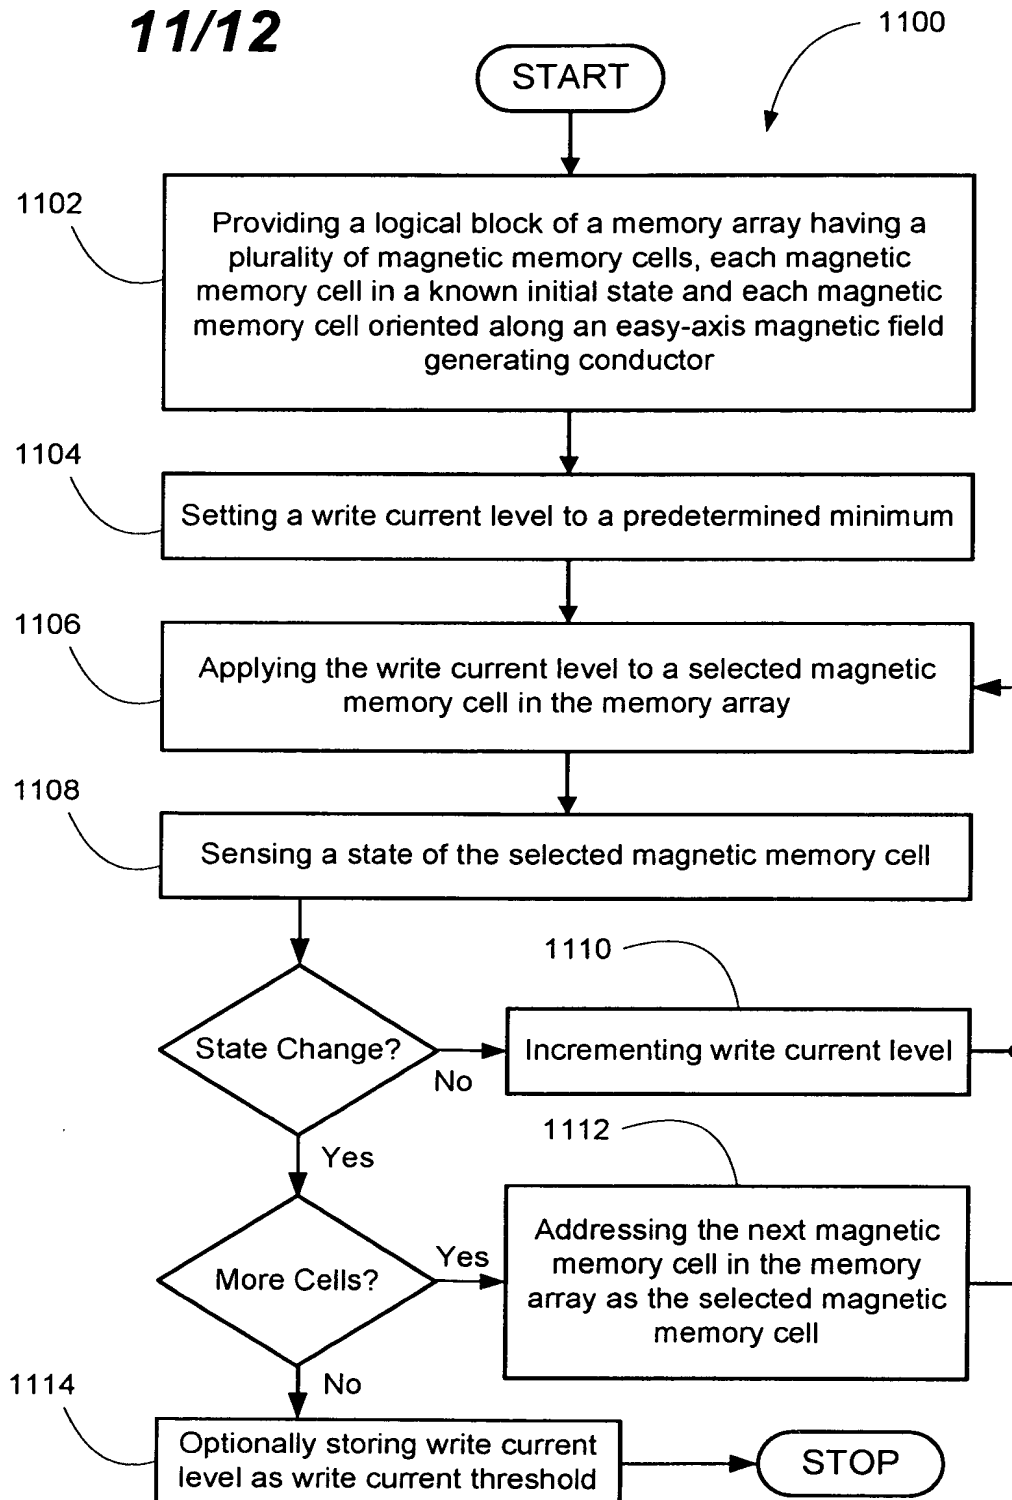 11/12
1100
START
1102
Providing a logical block of a memory array having a
plurality of magnetic memory cells, each magnetic
memory cell in a known initial state and each magnetic
memory cell oriented along an easy-axis magnetic field
generating conductor
1104
Setting a write current level to a predetermined minimum
1106
Applying the write current level to a selected magnetic
memory cell in the memory array
1108
Sensing a state of the selected magnetic memory cell
1110
State Change?
No
Incrementing write current level
Yes
1112
More Cells?
Yes
Addressing the next magnetic
memory cell in the memory
array as the selected magnetic
memory cell
No
1114
Optionally storing write current
level as write current threshold
STOP